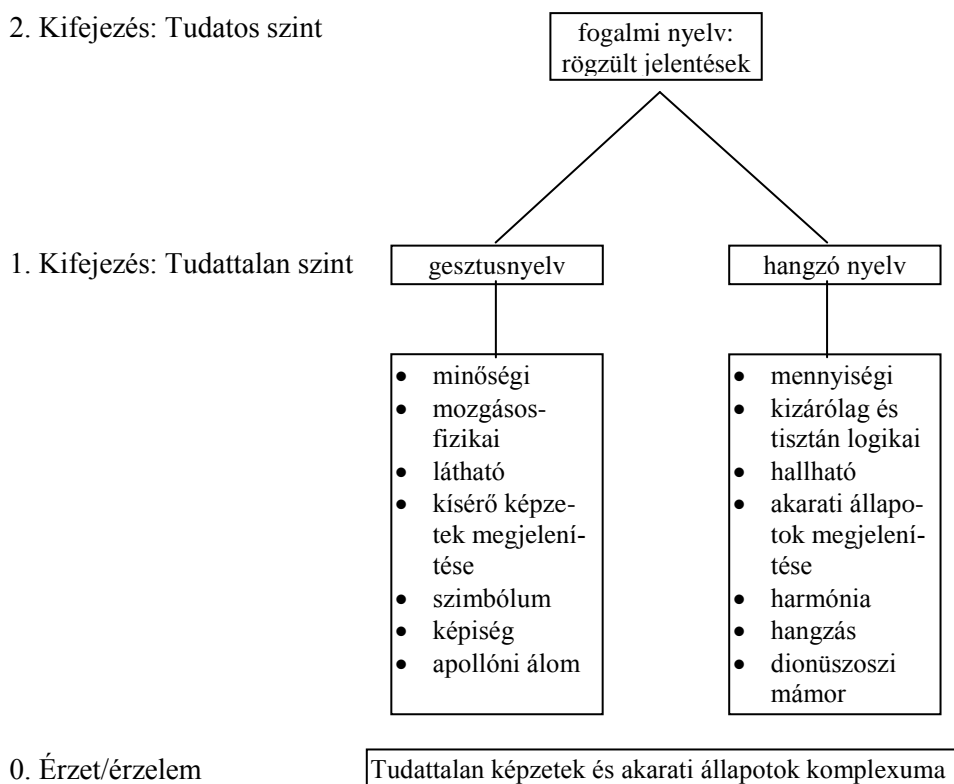 2. Kifejezés: Tudatos szint
fogalmi nyelv:
rögzült jelentések
1. Kifejezés: Tudattalan szint
gesztusnyelv
hangzó nyelv
• minőségi
• mozgásos-
fizikai
• látható
• kísérő képze-
tek megjelení-
tése
• szimbólum
• képiség
• apollóni álom
• mennyiségi
• kizárólag és
tisztán logikai
• hallható
• akarati állapo-
tok megjelení-
tése
• harmónia
• hangzás
• dionüszoszi
mámor
0. Érzet/érzelem
Tudattalan képzetek és akarati állapotok komplexuma